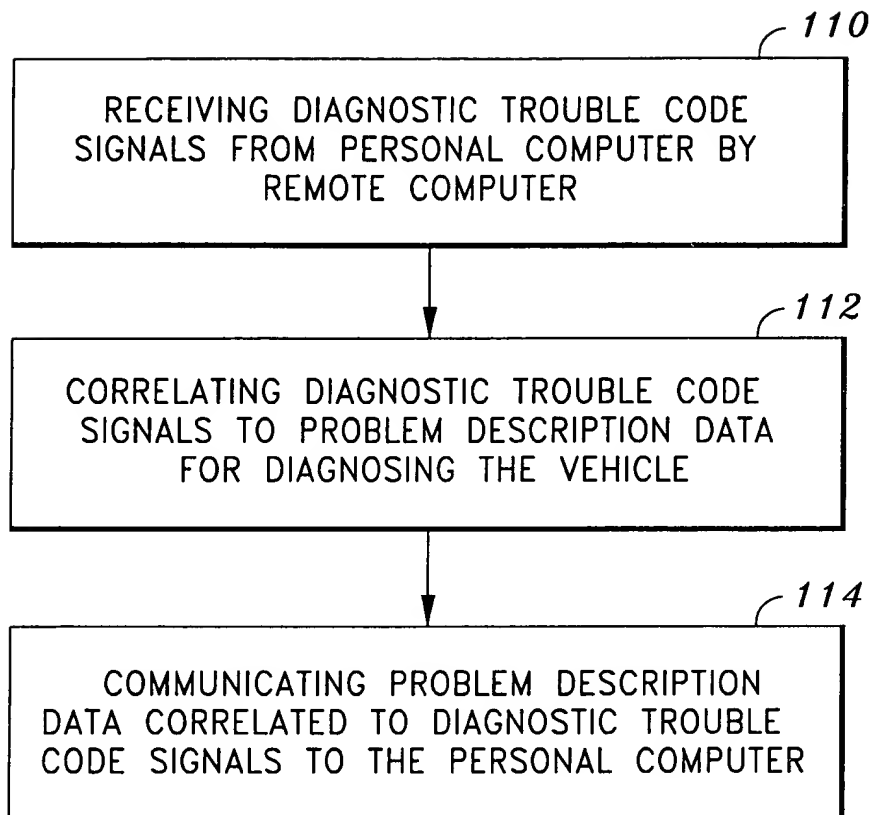 110
RECEIVING DIAGNOSTIC TROUBLE CODE
SIGNALS FROM PERSONAL COMPUTER BY
REMOTE COMPUTER
112
CORRELATING DIAGNOSTIC TROUBLE CODE
SIGNALS TO PROBLEM DESCRIPTION DATA
FOR DIAGNOSING THE VEHICLE
114
COMMUNICATING PROBLEM DESCRIPTION
DATA CORRELATED TO DIAGNOSTIC TROUBLE
CODE SIGNALS TO THE PERSONAL COMPUTER